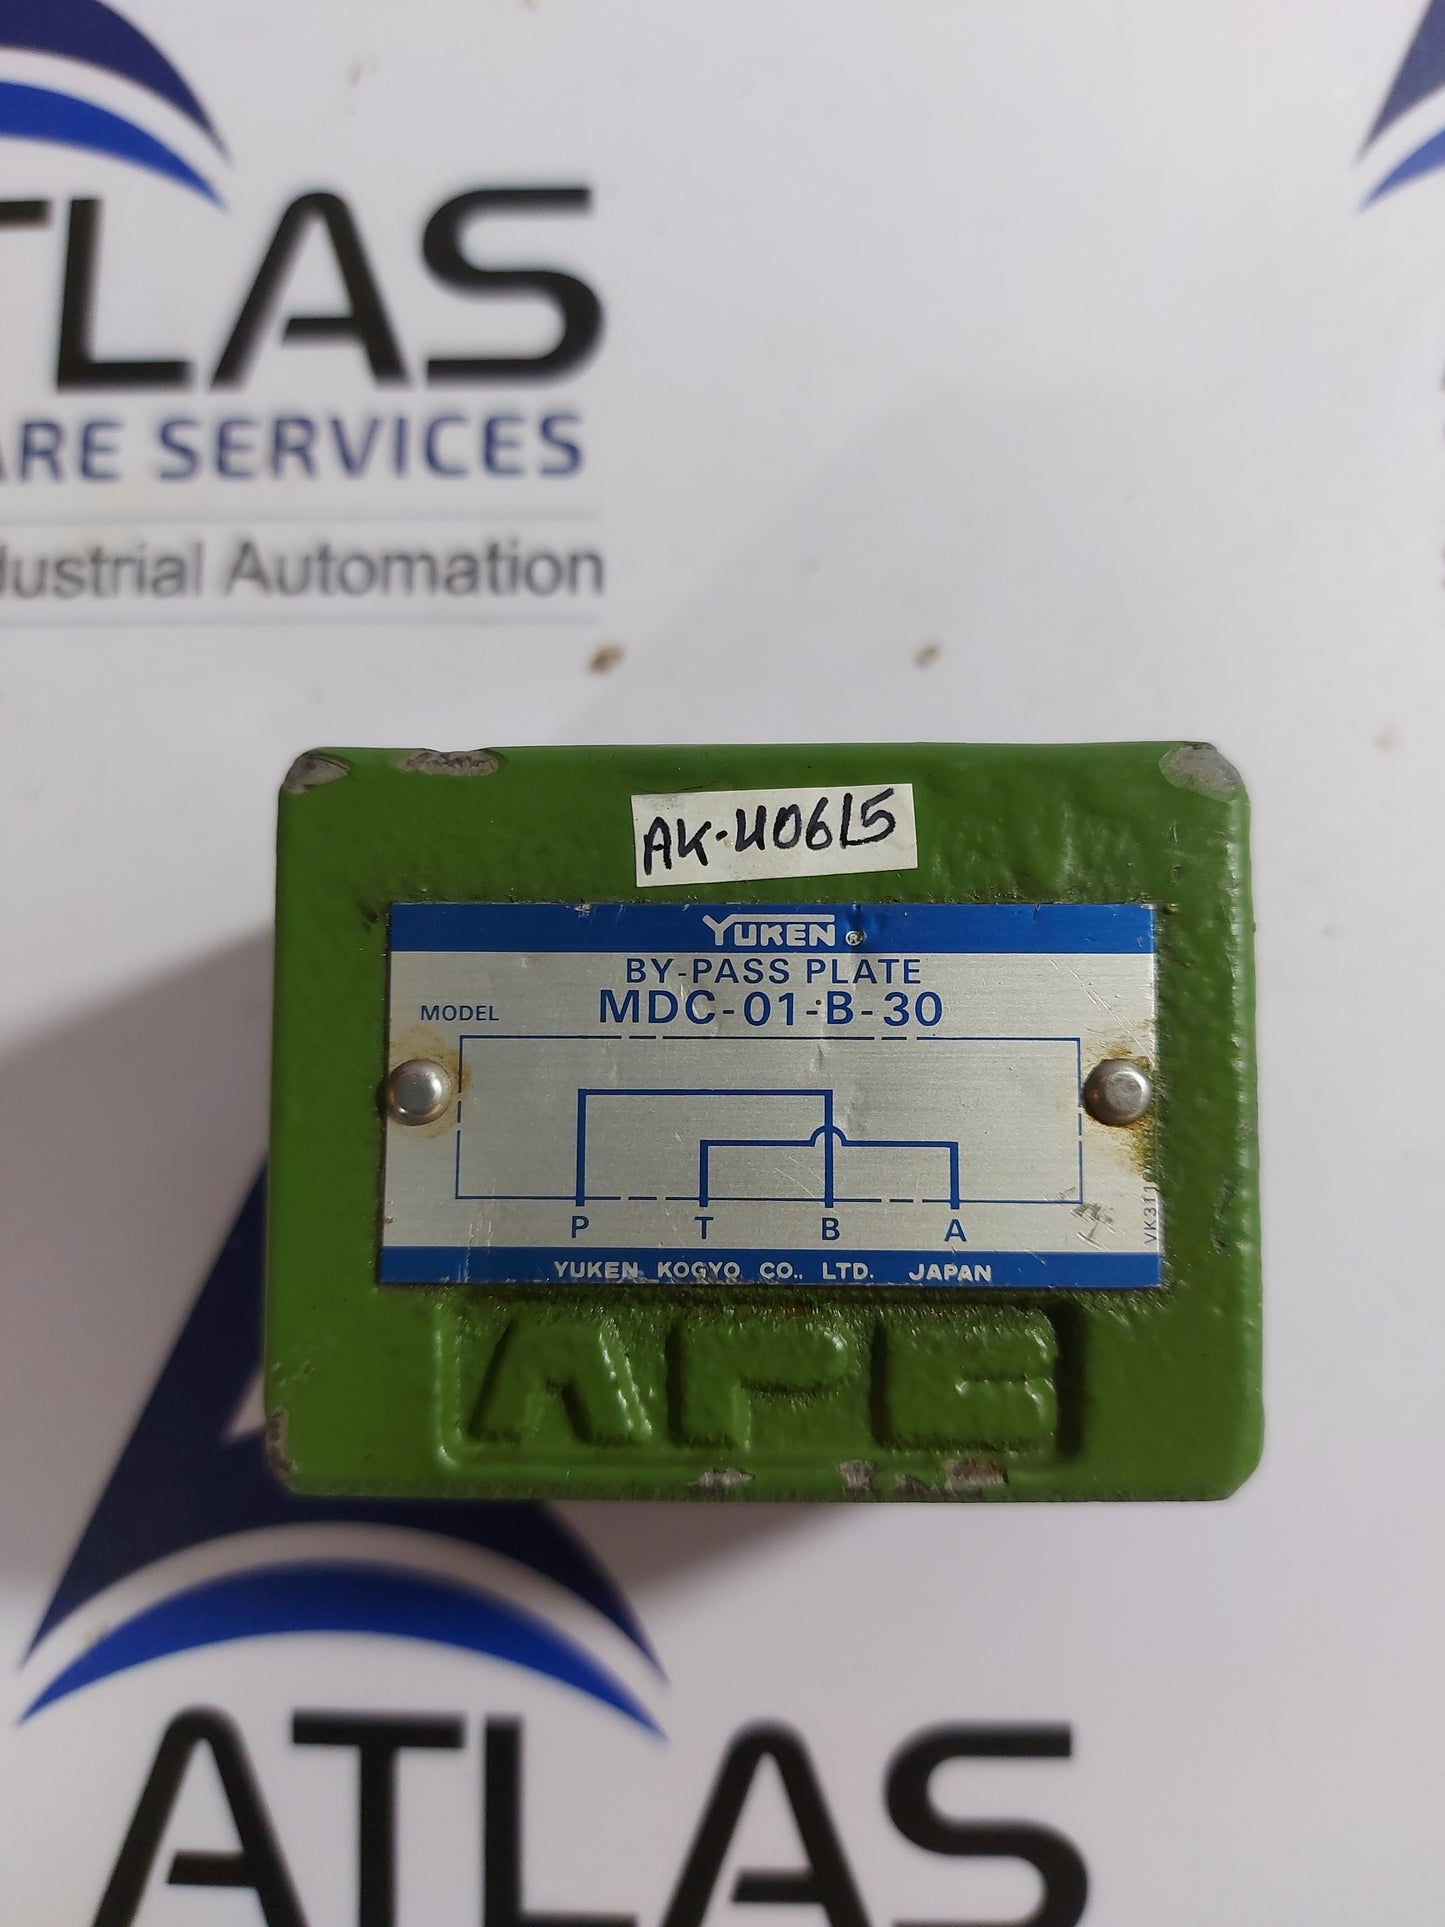 TLAS
ARE SERVICES
dustrial Automation
AK-40615
YUKEN ®
BY-PASS PLATE
MODEL MDC-01-B-30
P T B A
VK311
YUKEN KOGYO CO., LTD. JAPAN
ATLAS